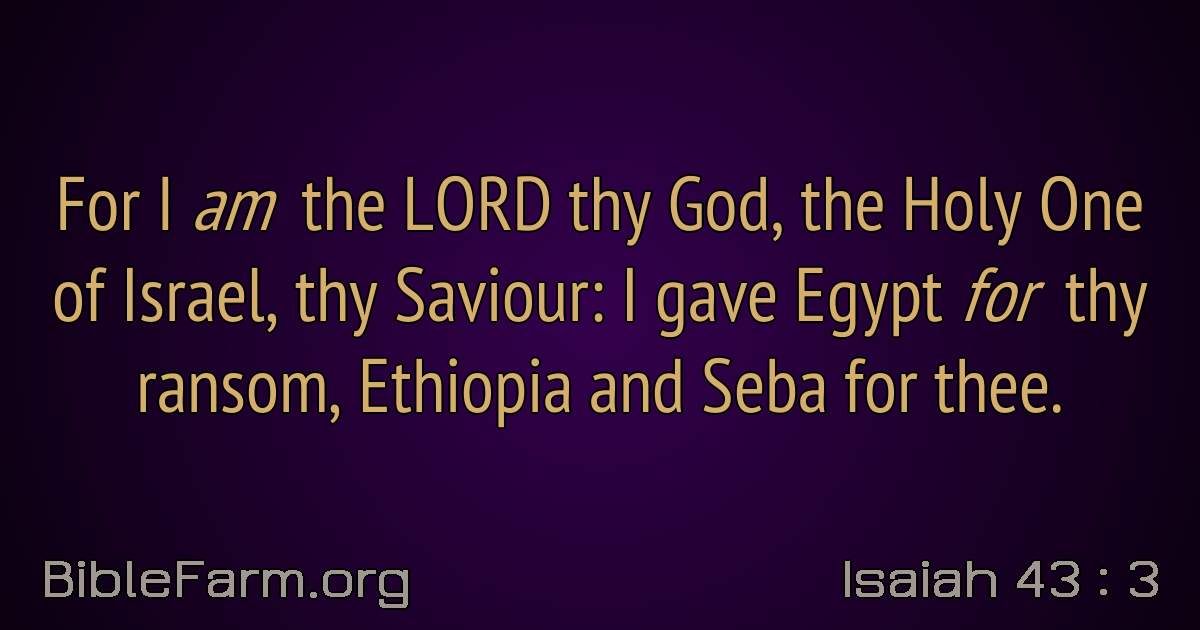 For I am the LORD thy God, the Holy One
of Israel, thy Saviour: I gave Egypt for thy
ransom, Ethiopia and Seba for thee.
BibleFarm.org
Isaiah 43 : 3